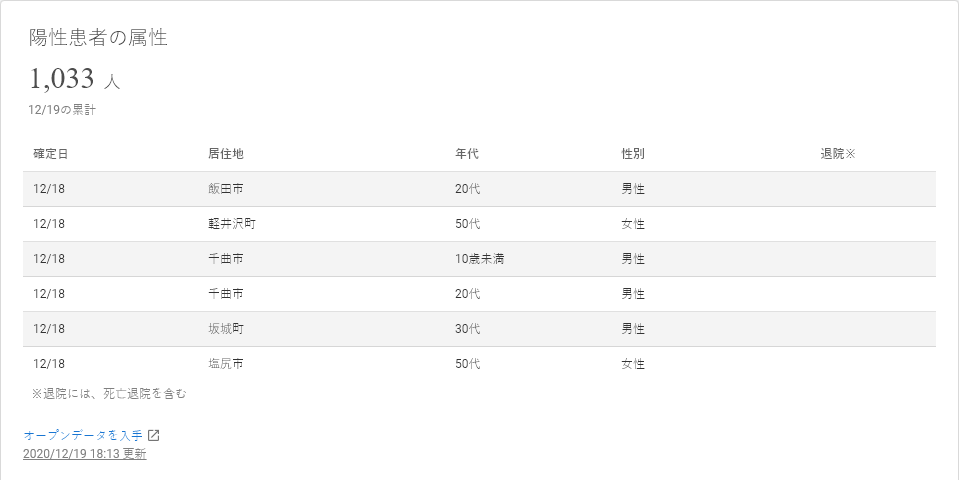 陽性患者の属性
1,033 人
12/19の累計
確定日 居住地 年代 性別 退院※
12/18 飯田市 20代 男性
12/18 軽井沢町 50代 女性
12/18 千曲市 10歳未満 男性
12/18 千曲市 20代 男性
12/18 坂城町 30代 男性
12/18 塩尻市 50代 女性
※退院には、死亡退院を含む
オープンデータを入手
2020/12/19 18:13 更新